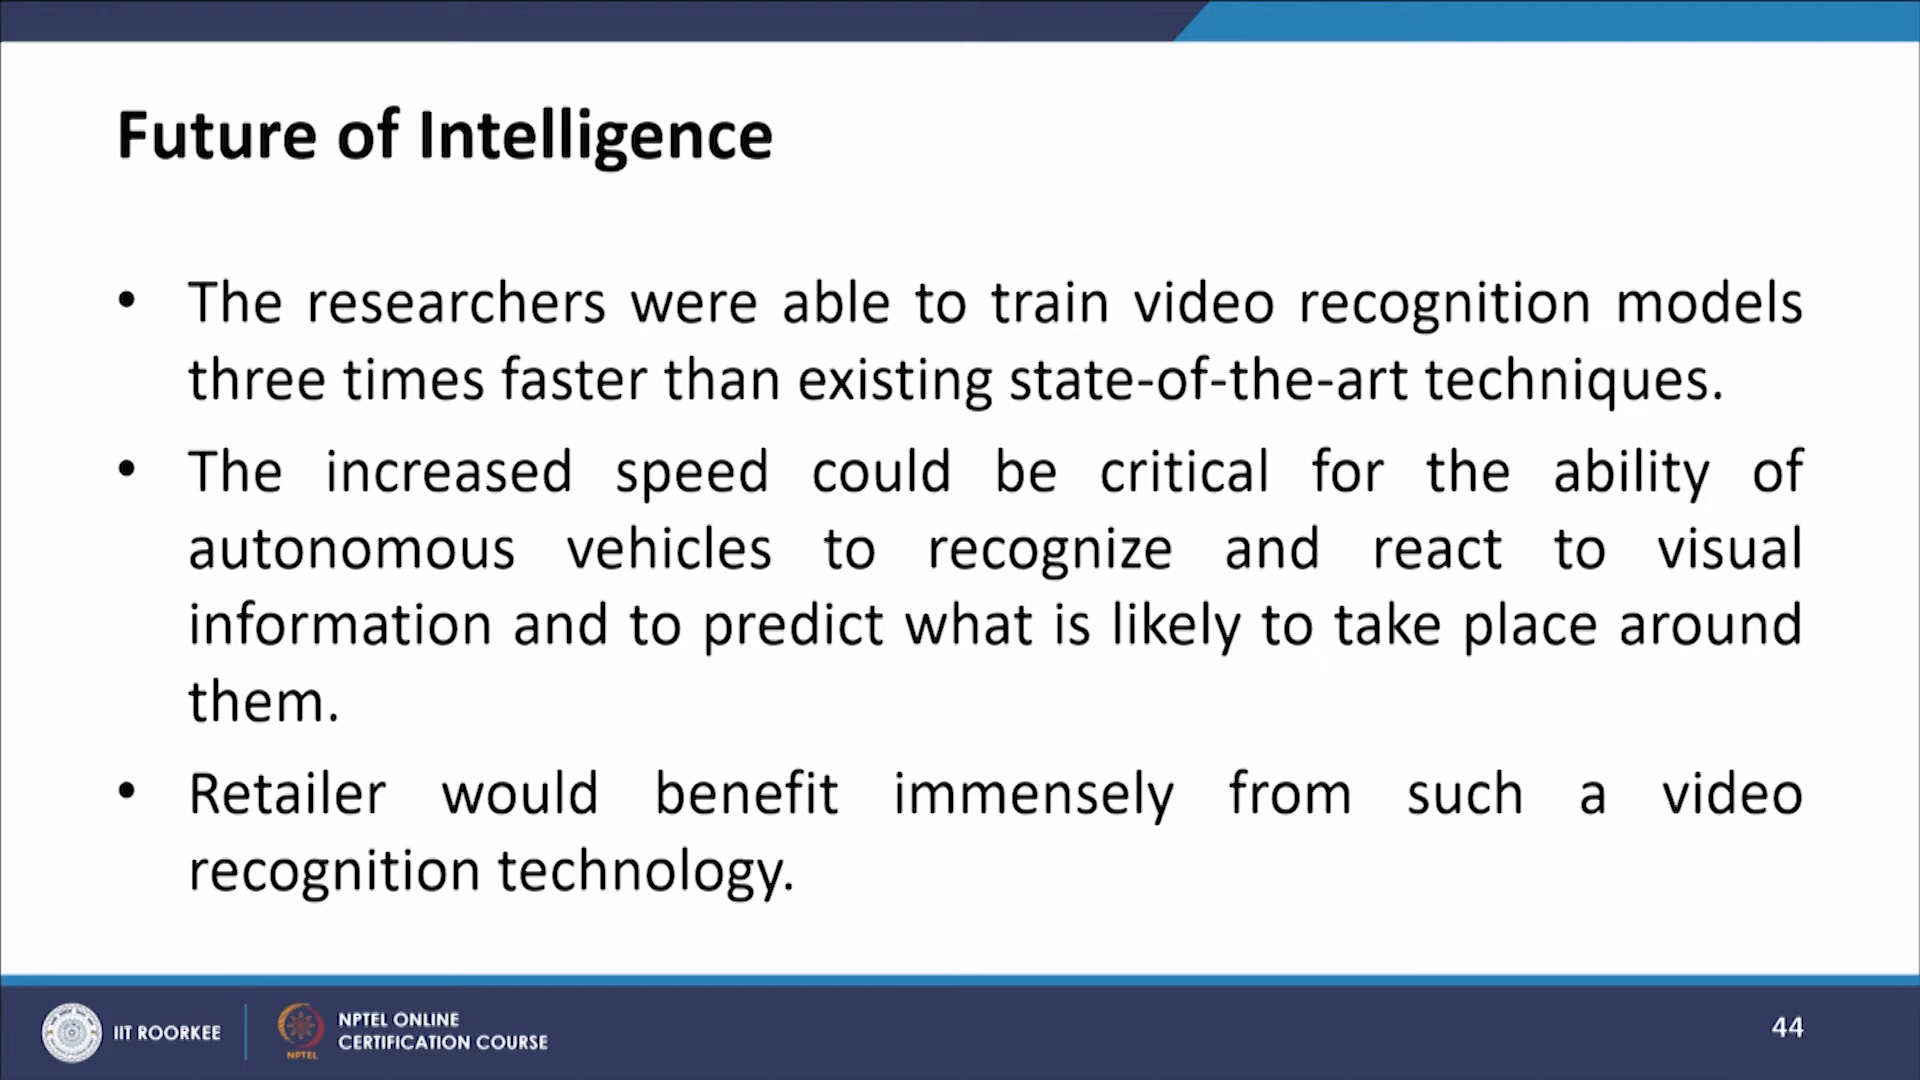 Future of Intelligence
• The researchers were able to train video recognition models
three times faster than existing state-of-the-art techniques.
• The increased speed could be critical for the ability of
autonomous vehicles to recognize and react to visual
information and to predict what is likely to take place around
them.
• Retailer would benefit immensely from such a video
recognition technology.
IIT ROORKEE
NPTEL
NPTEL ONLINE
CERTIFICATION COURSE
44